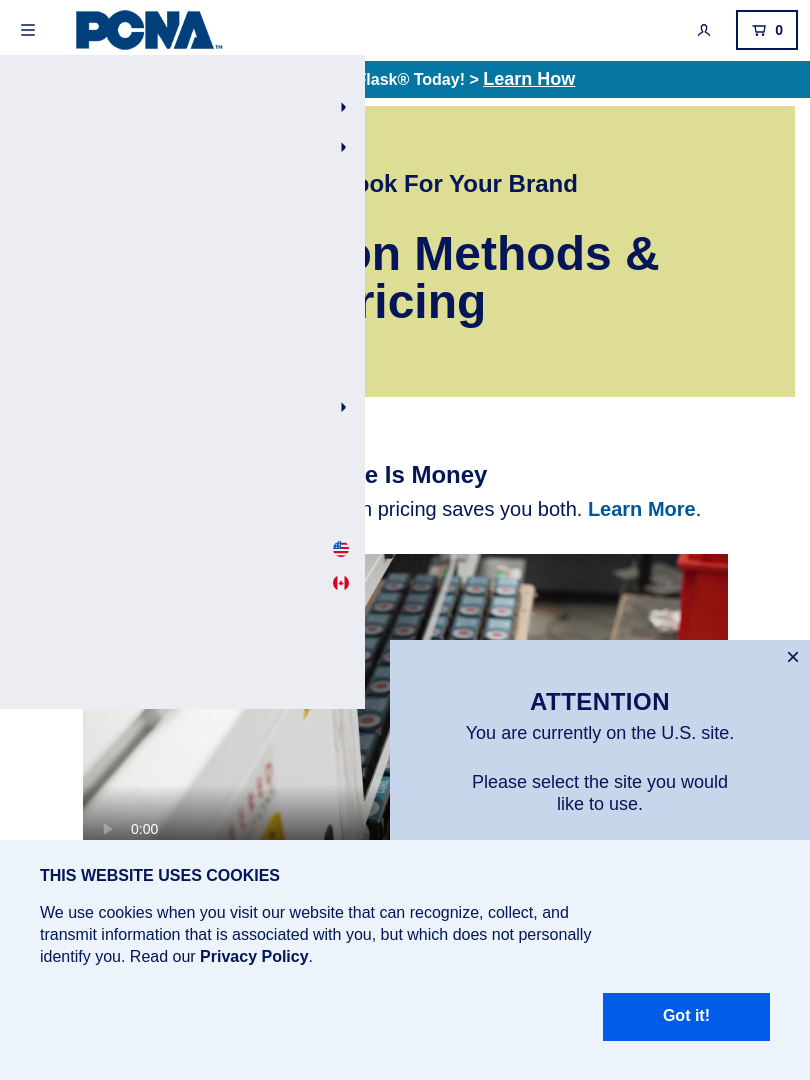 PCNA™
0
Flask® Today! > Learn How
ook For Your Brand
on Methods &
ricing
e Is Money
n pricing saves you both. Learn More.
ATTENTION
You are currently on the U.S. site.
Please select the site you would
like to use.
0:00
THIS WEBSITE USES COOKIES
We use cookies when you visit our website that can recognize, collect, and
transmit information that is associated with you, but which does not personally
identify you. Read our Privacy Policy.
Got it!